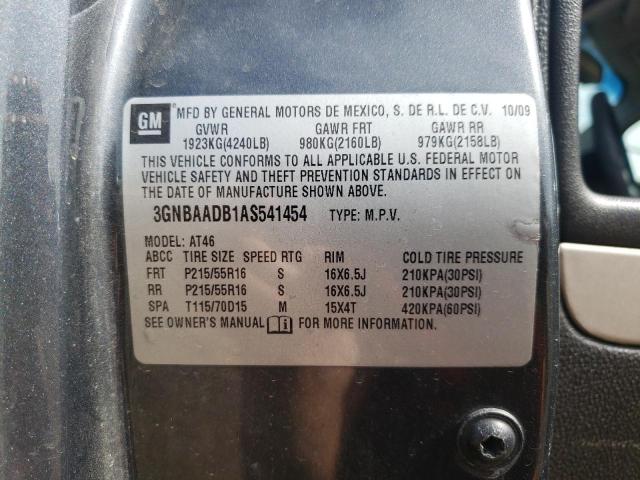 GM MFD BY GENERAL MOTORS DE MEXICO, S. DE R.L. DE C.V. 10/09
GVWR GAWR FRT GAWR RR
1923KG(4240LB) 980KG(2160LB) 979KG(2158LB)
THIS VEHICLE CONFORMS TO ALL APPLICABLE U.S. FEDERAL MOTOR
VEHICLE SAFETY AND THEFT PREVENTION STANDARDS IN EFFECT ON
THE DATE OF MANUFACTURE SHOWN ABOVE.
3GNBAADB1AS541454 TYPE: M.P.V.
MODEL: AT46
ABCC TIRE SIZE SPEED RTG RIM COLD TIRE PRESSURE
FRT P215/55R16 S 16X6.5J 210KPA(30PSI)
RR P215/55R16 S 16X6.5J 210KPA(30PSI)
SPA T115/70D15 M 15X4T 420KPA(60PSI)
SEE OWNER'S MANUAL i FOR MORE INFORMATION.